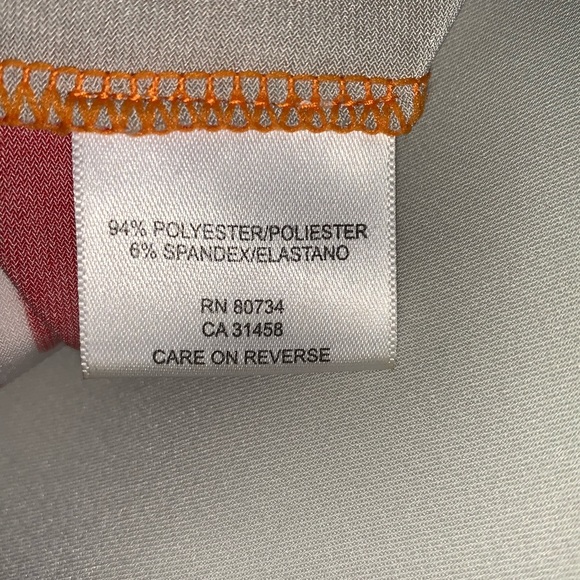 94% POLYESTER/POLIESTER
6% SPANDEX/ELASTANO
RN 80734
CA 31458
CARE ON REVERSE